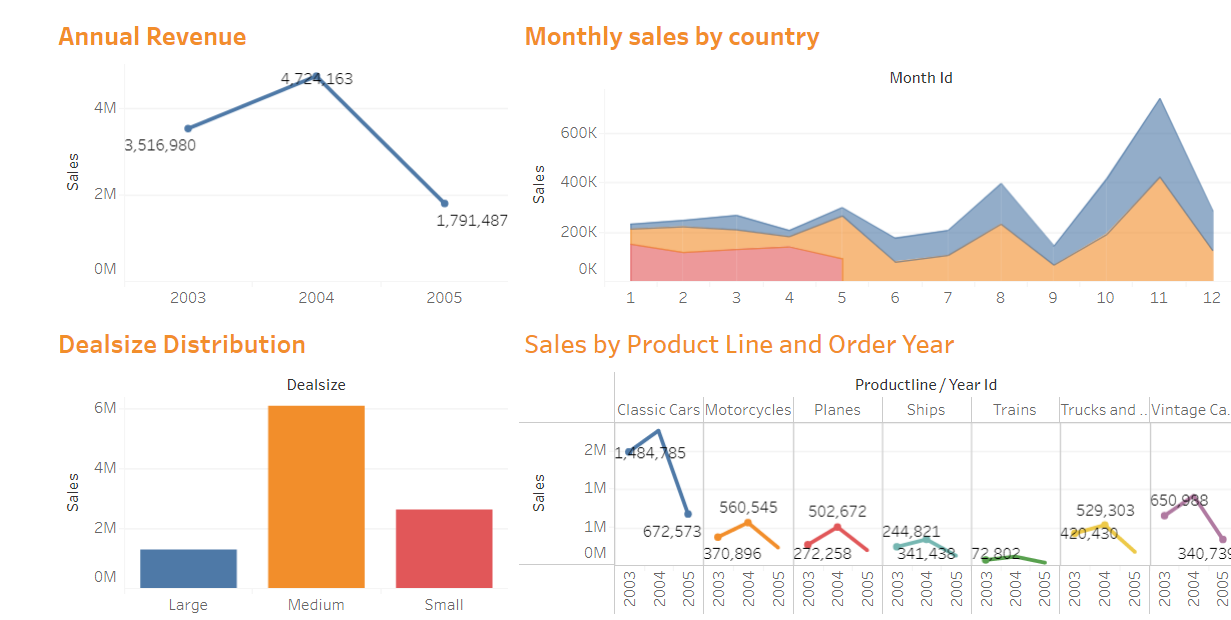 Annual Revenue
Monthly sales by country
4,724,163
3,516,980
1,791,487
4M
2M
0M
Sales
2003 2004 2005
Month Id
600K
400K
200K
0K
Sales
1 2 3 4 5 6 7 8 9 10 11 12
Dealsize Distribution
Sales by Product Line and Order Year
Dealsize
6M
4M
2M
0M
Sales
Large Medium Small
Productline / Year Id
Classic Cars Motorcycles Planes Ships Trains Trucks and .. Vintage Ca..
2M
1M
1M
0M
Sales
1,484,785
672,573
560,545
370,896
502,672
272,258
244,821
341,438
72,802
529,303
420,430
650,988
340,739
2003 2004 2005 2003 2004 2005 2003 2004 2005 2003 2004 2005 2003 2004 2005 2003 2004 2005 2003 2004 2005